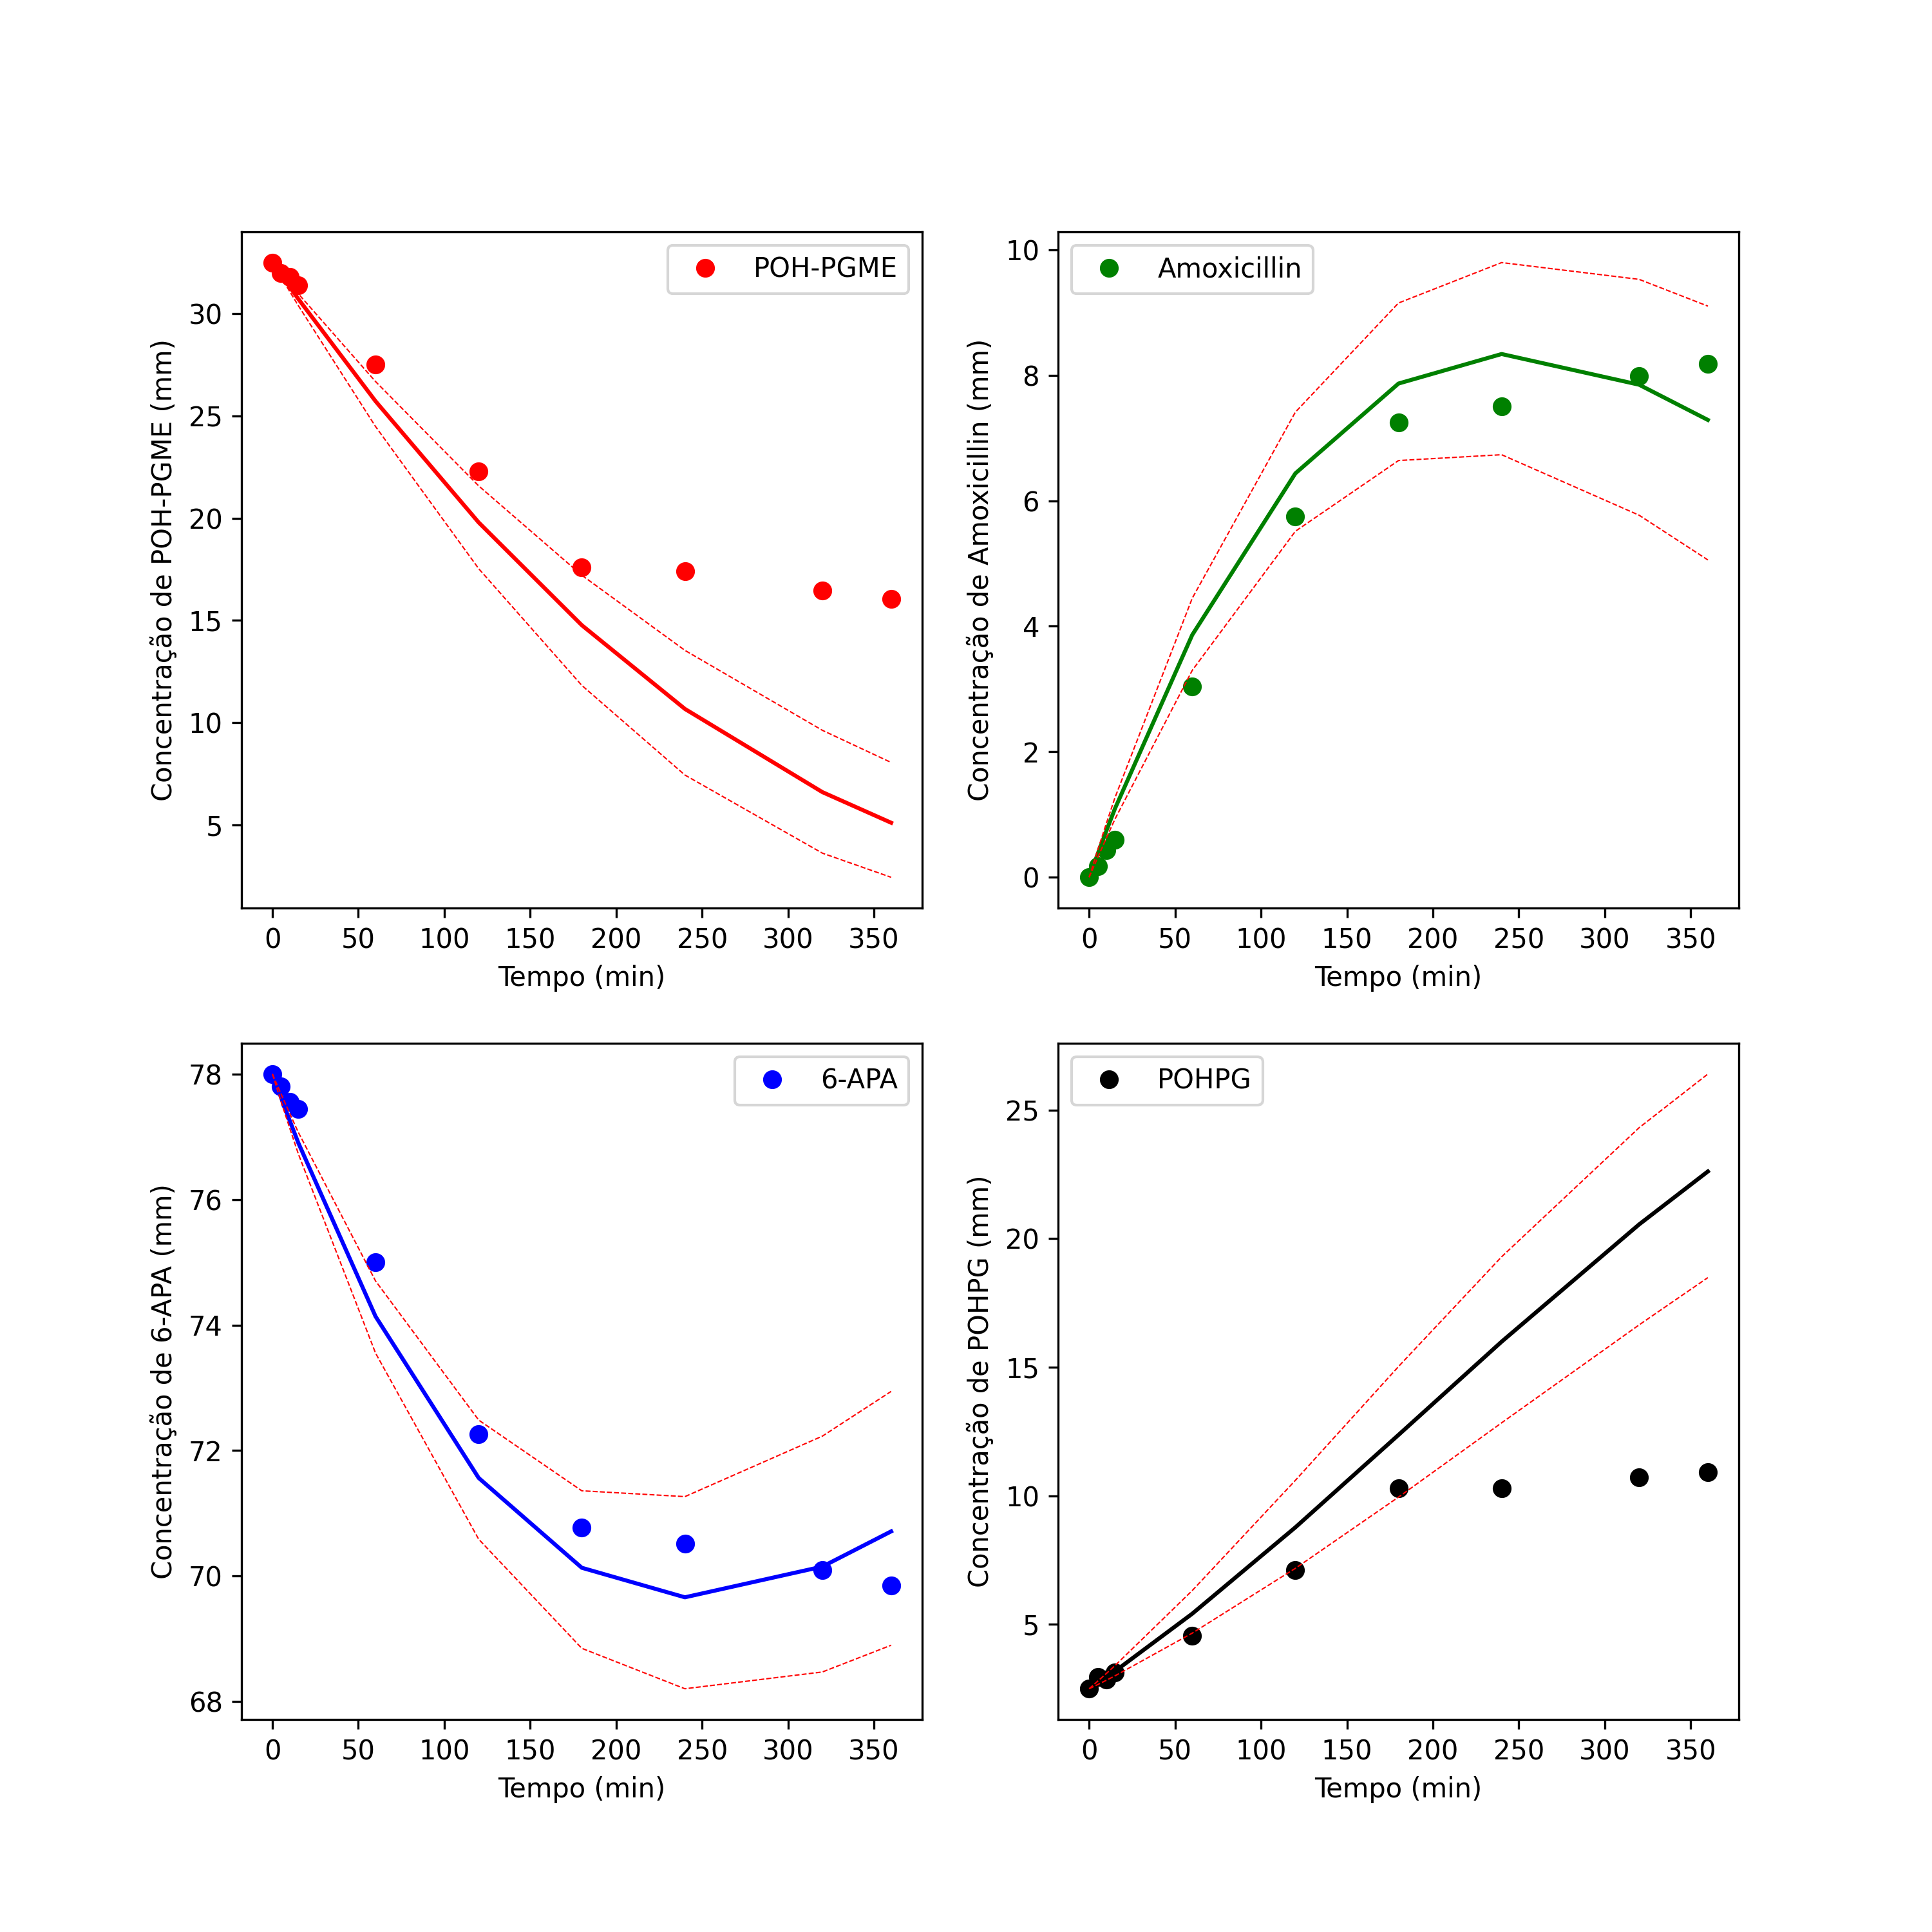 POH-PGME
Concentração de POH-PGME (mm)
30
25
20
15
10
5
0 50 100 150 200 250 300 350
Tempo (min)
Amoxicillin
Concentração de Amoxicillin (mm)
10
8
6
4
2
0
0 50 100 150 200 250 300 350
Tempo (min)
6-APA
Concentração de 6-APA (mm)
78
76
74
72
70
68
0 50 100 150 200 250 300 350
Tempo (min)
POHPG
Concentração de POHPG (mm)
25
20
15
10
5
0 50 100 150 200 250 300 350
Tempo (min)